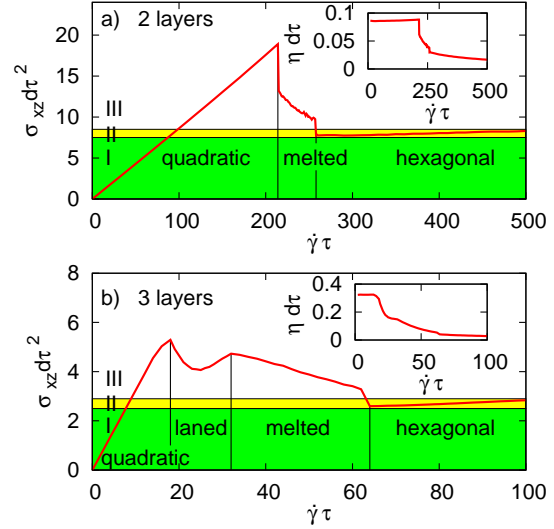 a) 2 layers
σ xz dτ 2
20
15
10
5
0
III
II
I
quadratic
melted
hexagonal
0 100 200 300 400 500
γ̇ τ
η dτ
0.1
0.05
0
0 250 500
γ̇ τ
b) 3 layers
σ xz dτ 2
8
6
4
2
0
III
II
I
laned
melted
hexagonal
quadratic
0 20 40 60 80 100
γ̇ τ
η dτ
0.4
0.2
0
0 50 100
γ̇ τ